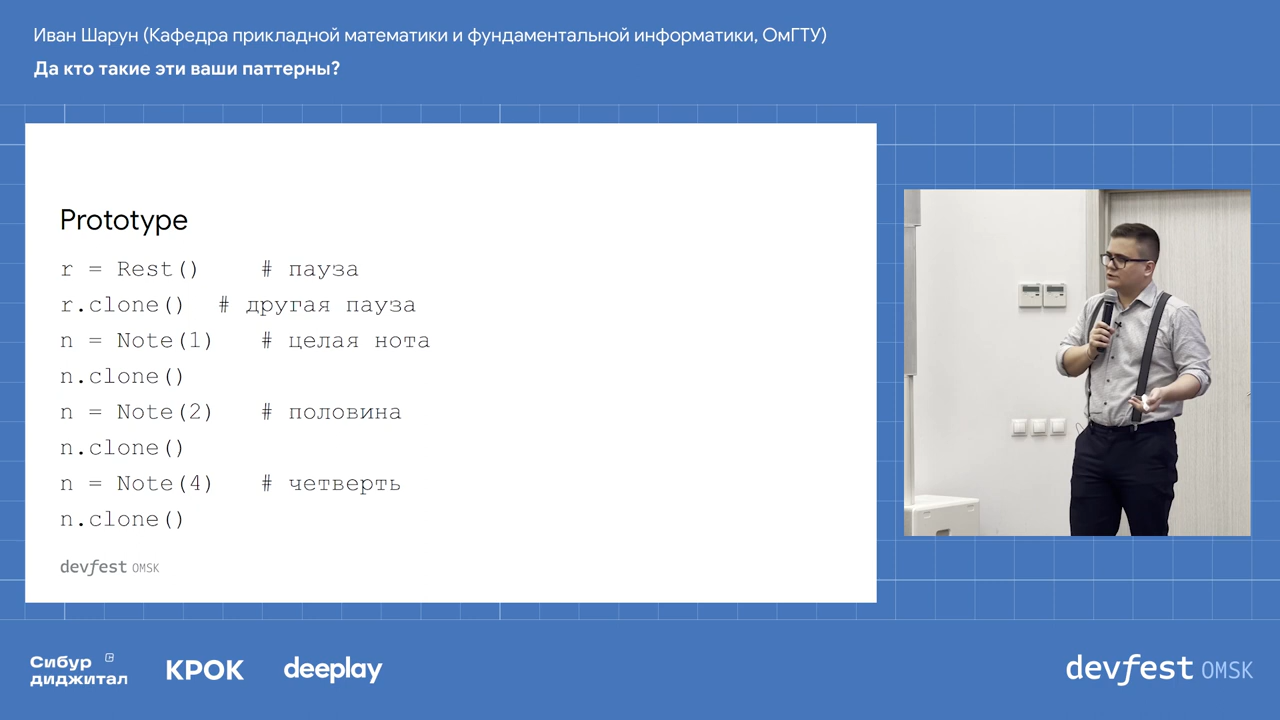 Иван Шарун (Кафедра прикладной математики и фундаментальной информатики, ОмГТУ)
Да кто такие эти ваши паттерны?
Prototype
r = Rest()    # пауза
r.clone()  # другая пауза
n = Note(1)   # целая нота
n.clone()
n = Note(2)   # половина
n.clone()
n = Note(4)   # четверть
n.clone()
devfest OMSK
Сибур
диджитал
КРОК
deeplay
devfest OMSK